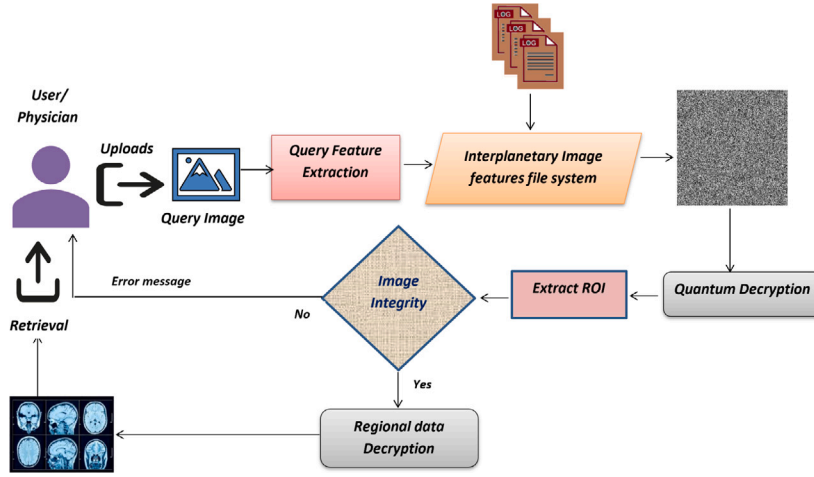 LOG
LOG
LOG
User/
Physician
Uploads
Query Image
Query Feature
Extraction
Interplanetary Image
features file system
Quantum Decryption
Extract ROI
Image
Integrity
Error message
No
Yes
Retrieval
Regional data
Decryption